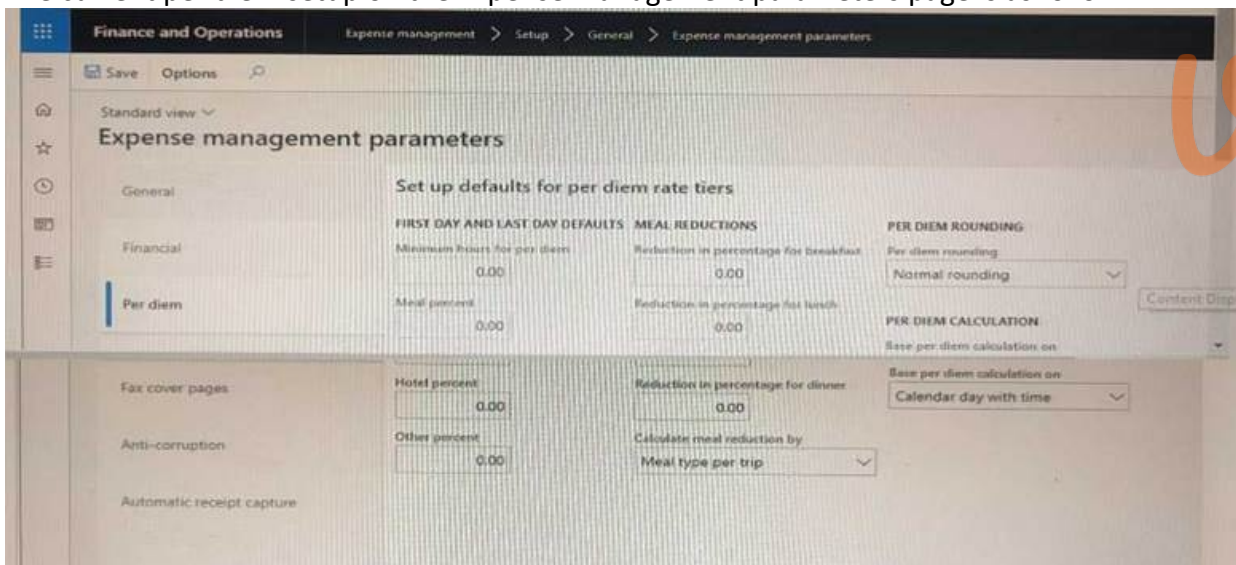 Finance and Operations
Expense management > Setup > General > Expense management parameters
Save Options
Standard view
Expense management parameters
General
Financial
Per diem
Fax cover pages
Anti-corruption
Automatic receipt capture
Set up defaults for per diem rate tiers
FIRST DAY AND LAST DAY DEFAULTS
Minimum hours for per diem
0.00
Meal percent
0.00
Hotel percent
0.00
Other percent
0.00
MEAL REDUCTIONS
Reduction in percentage for breakfast
0.00
Reduction in percentage for lunch
0.00
Reduction in percentage for dinner
0.00
Calculate meal reduction by
Meal type per trip
PER DIEM ROUNDING
Per diem rounding
Normal rounding
PER DIEM CALCULATION
Base per diem calculation on
Base per diem calculation on
Calendar day with time